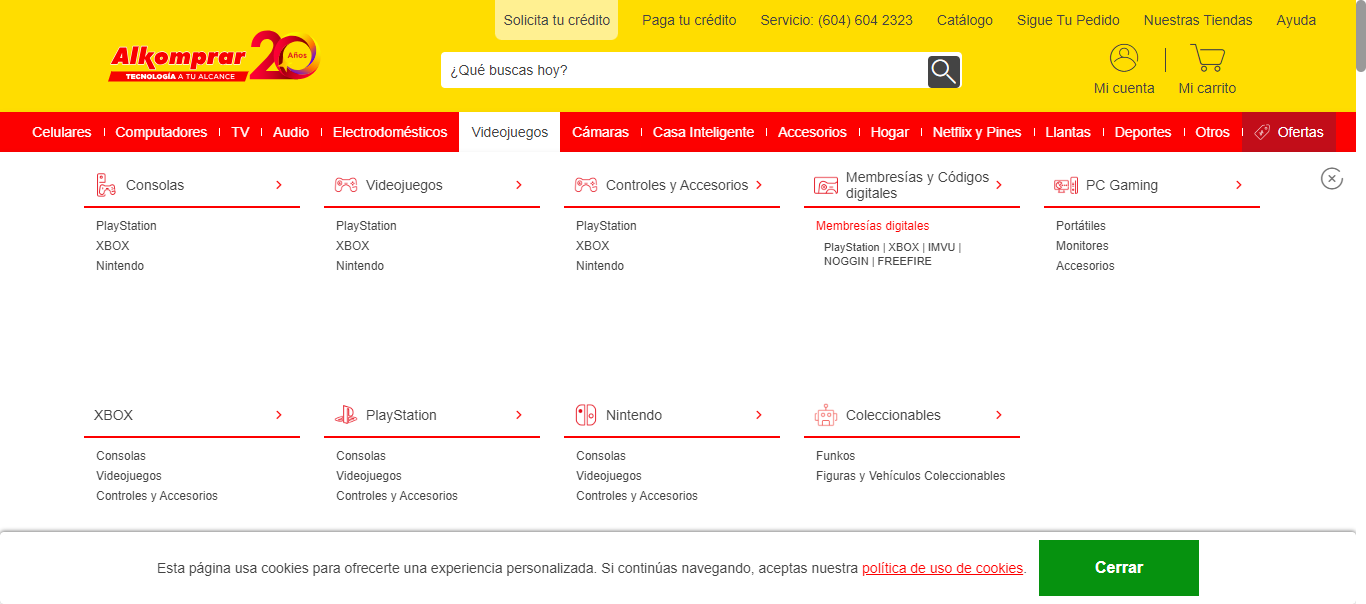 Solicita tu crédito Paga tu crédito Servicio: (604) 604 2323 Catálogo Sigue Tu Pedido Nuestras Tiendas Ayuda
Alkomprar 20 Años
TECNOLOGÍA A TU ALCANCE
¿Qué buscas hoy?
Mi cuenta Mi carrito
Celulares Computadores TV Audio Electrodomésticos Videojuegos Cámaras Casa Inteligente Accesorios Hogar Netflix y Pines Llantas Deportes Otros Ofertas
Consolas
PlayStation
XBOX
Nintendo
Videojuegos
PlayStation
XBOX
Nintendo
Controles y Accesorios
PlayStation
XBOX
Nintendo
Membresías y Códigos
digitales
Membresías digitales
PlayStation | XBOX | IMVU |
NOGGIN | FREEFIRE
PC Gaming
Portátiles
Monitores
Accesorios
XBOX
Consolas
Videojuegos
Controles y Accesorios
PlayStation
Consolas
Videojuegos
Controles y Accesorios
Nintendo
Consolas
Videojuegos
Controles y Accesorios
Coleccionables
Funkos
Figuras y Vehículos Coleccionables
Esta página usa cookies para ofrecerte una experiencia personalizada. Si continúas navegando, aceptas nuestra política de uso de cookies.
Cerrar